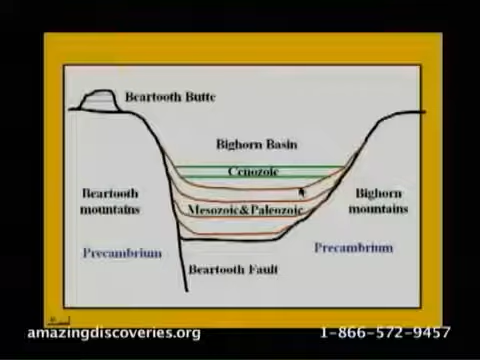 Beartooth Butte
Bighorn Basin
Cenozoic
Beartooth
mountains
Mesozoic&Paleozoic
Bighorn
mountains
Precambrium
Precambrium
Beartooth Fault
amazingdiscoveries.org
1-866-572-9457